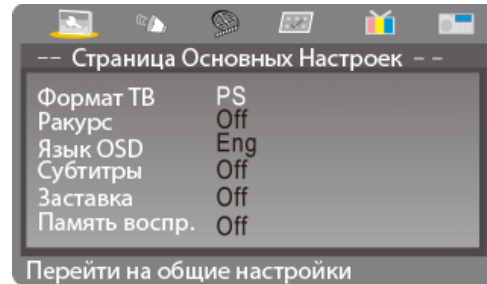 -- Страница Основных Настроек --
Формат ТВ PS
Ракурс Off
Язык OSD Eng
Субтитры Off
Заставка Off
Память воспр. Off
Перейти на общие настройки